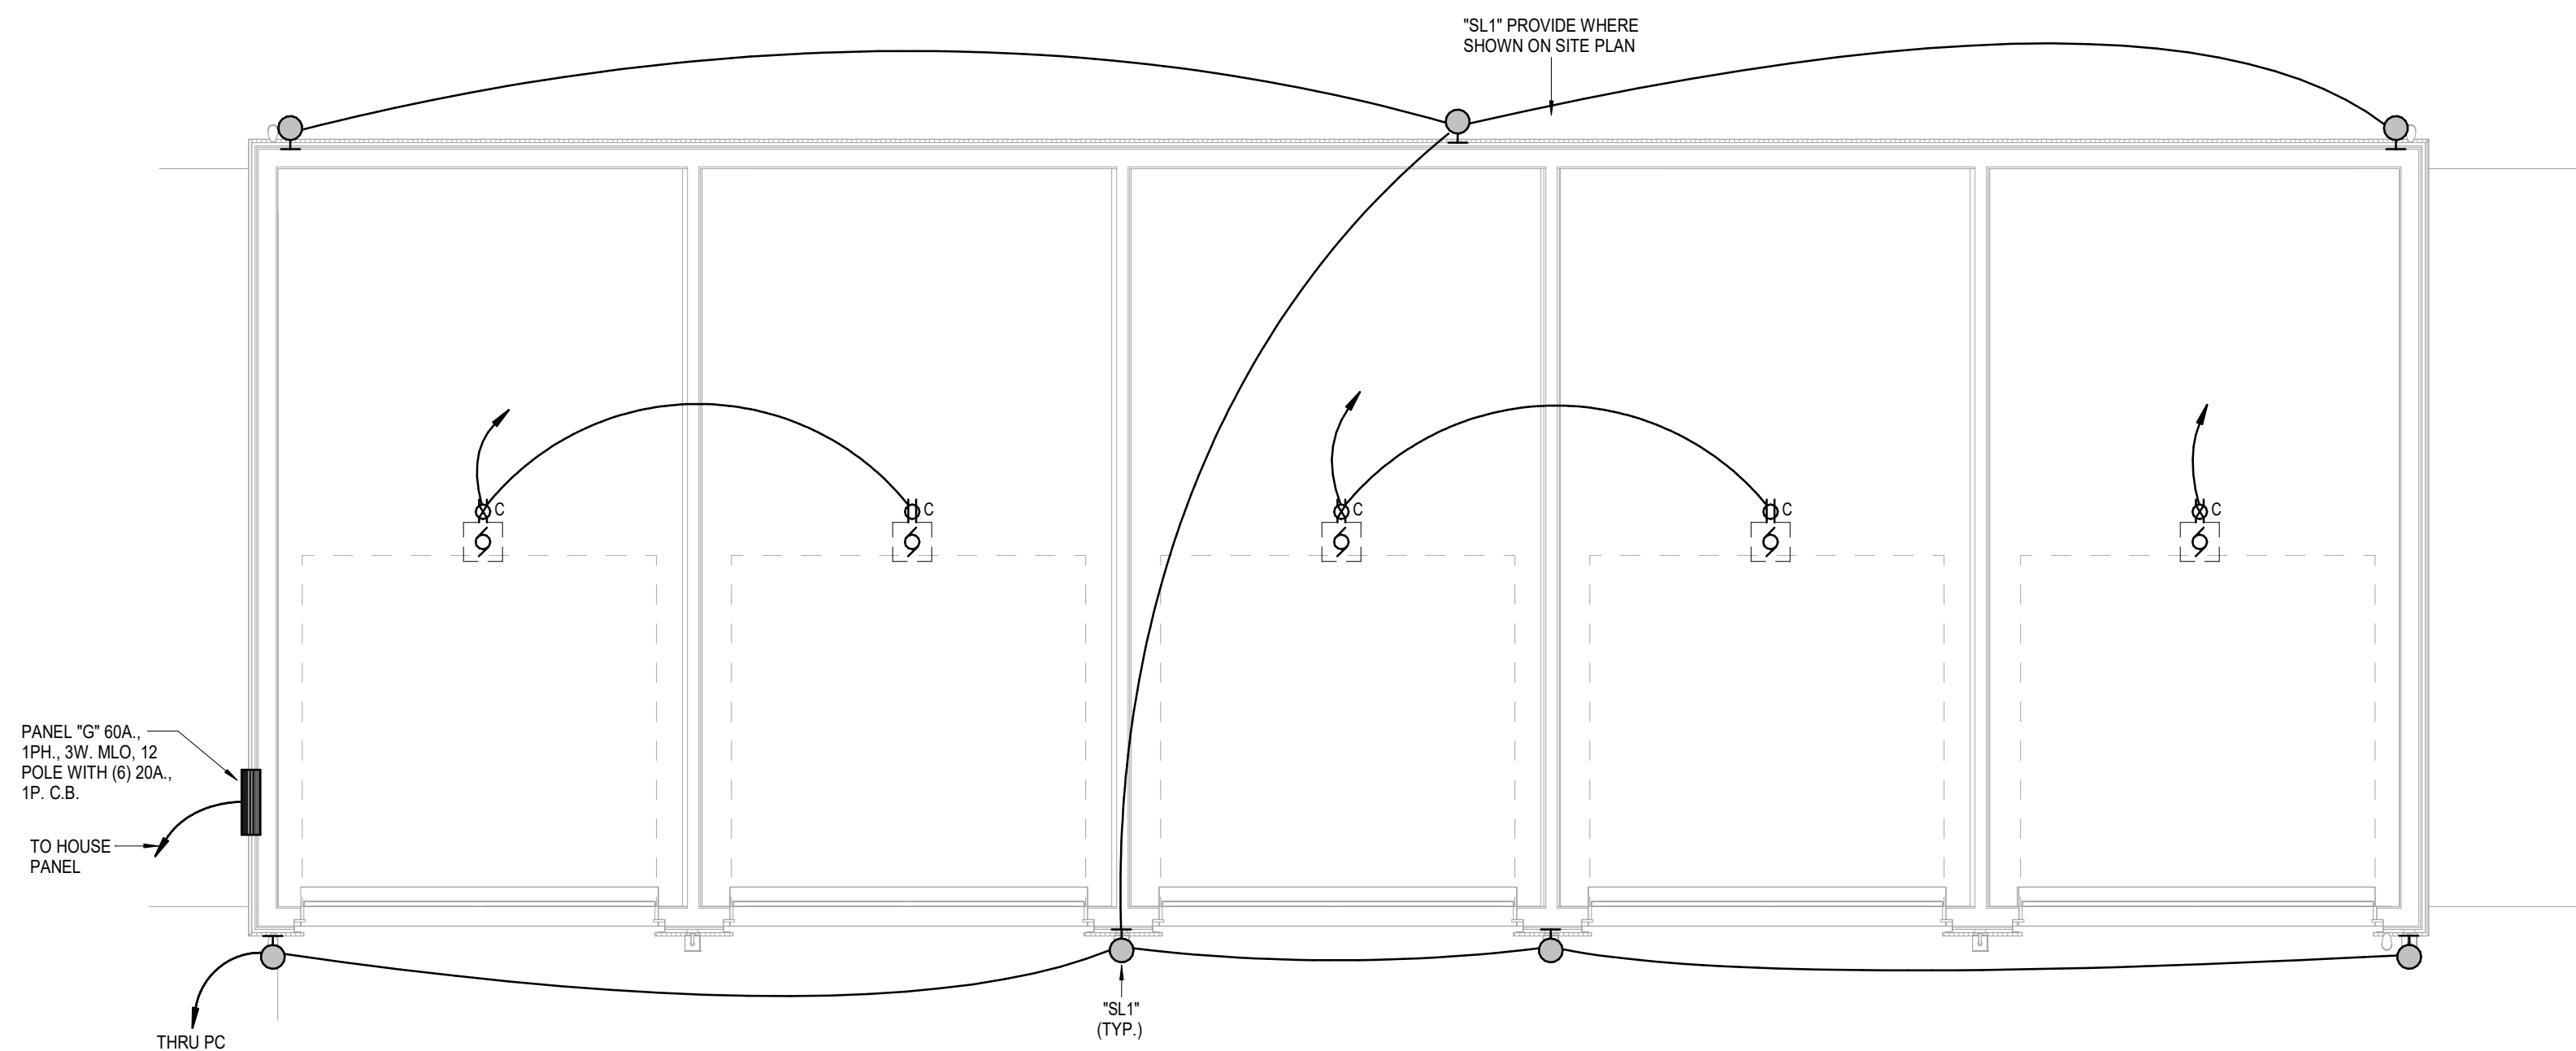 "SL1" PROVIDE WHERE
SHOWN ON SITE PLAN
C
C
C
C
C
PANEL "G" 60A.,
1PH., 3W. MLO, 12
POLE WITH (6) 20A.,
1P. C.B.
TO HOUSE
PANEL
"SL1"
(TYP.)
THRU PC